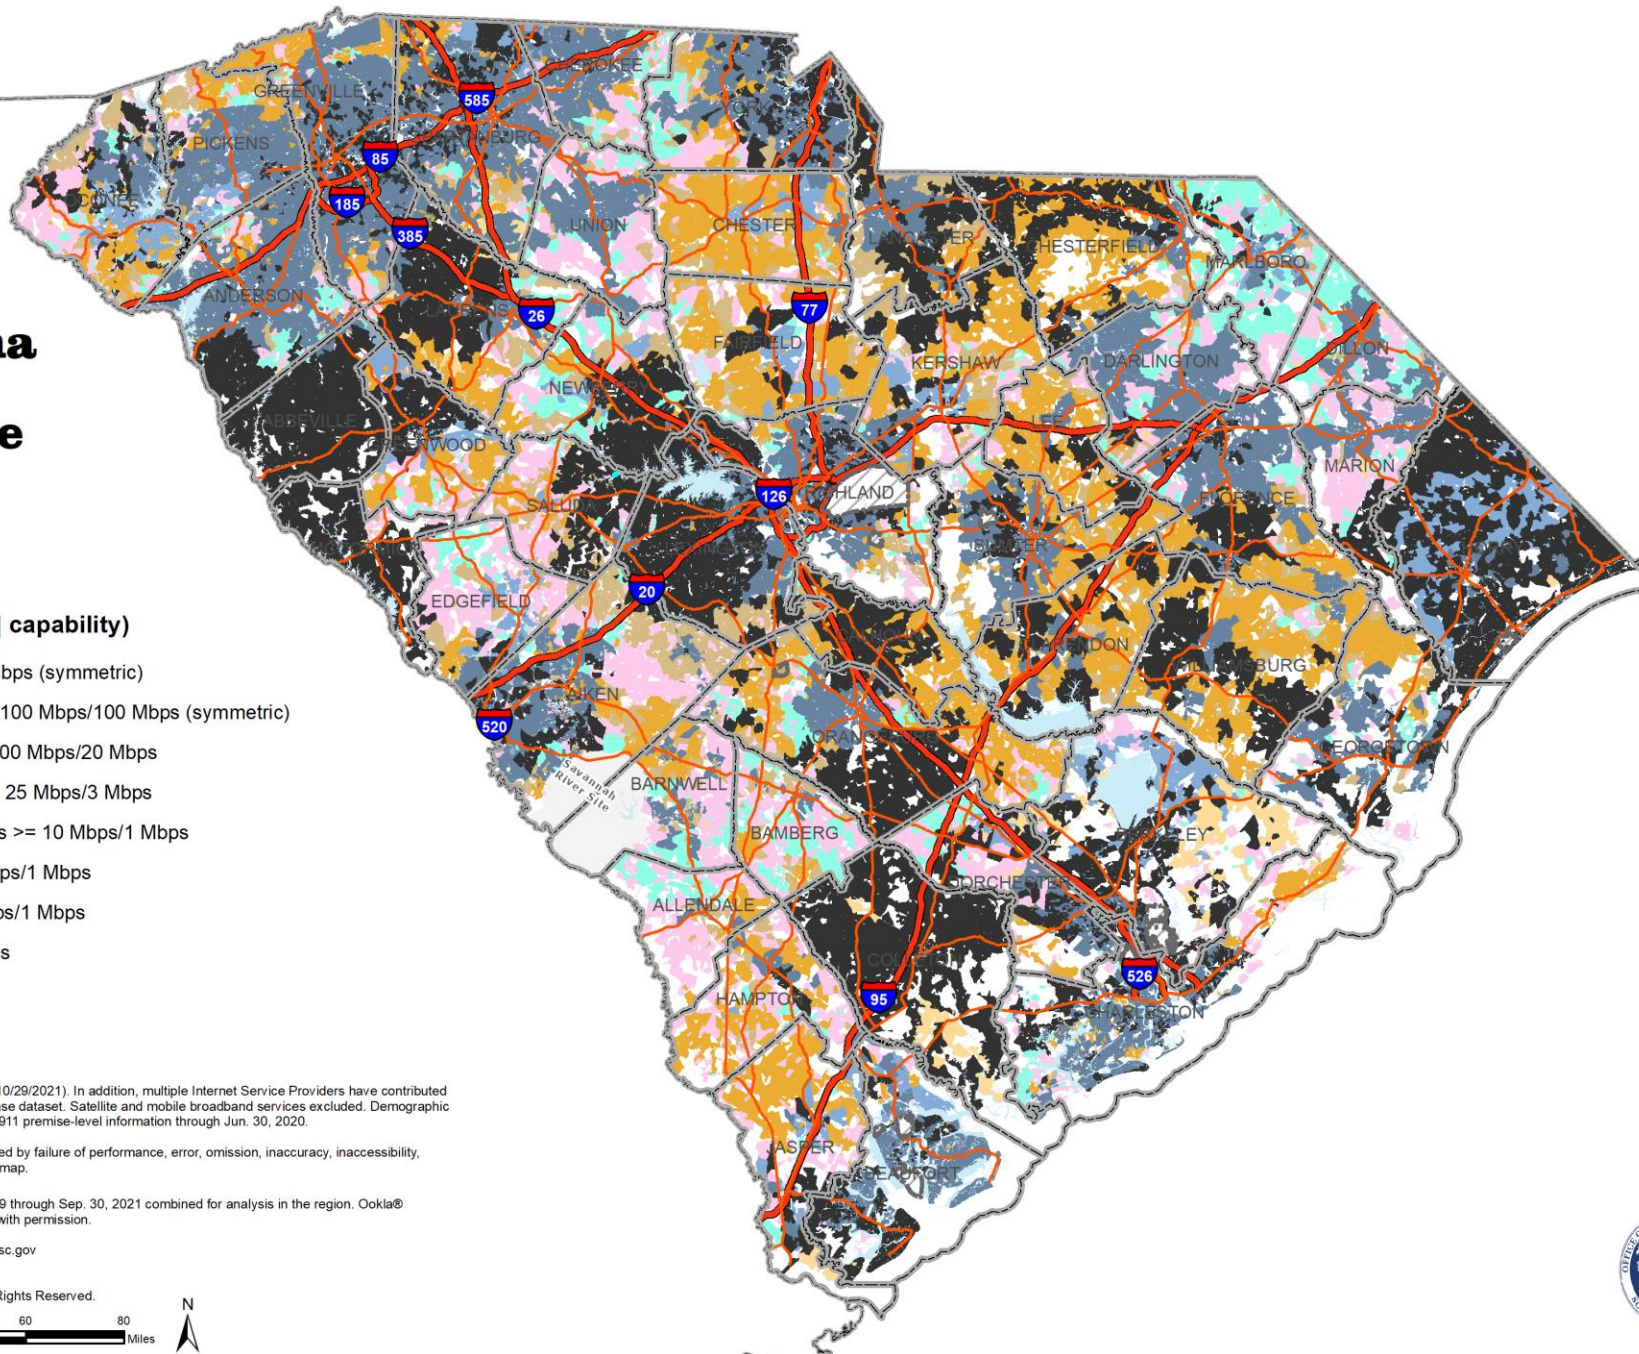 na
e
capability)
bps (symmetric)
100 Mbps/100 Mbps (symmetric)
00 Mbps/20 Mbps
25 Mbps/3 Mbps
s >= 10 Mbps/1 Mbps
ps/1 Mbps
os/1 Mbps
s
10/29/2021). In addition, multiple Internet Service Providers have contributed
se dataset. Satellite and mobile broadband services excluded. Demographic
911 premise-level information through Jun. 30, 2020.
ed by failure of performance, error, omission, inaccuracy, inaccessibility,
map.
9 through Sep. 30, 2021 combined for analysis in the region. Ookla®
with permission.
sc.gov
Rights Reserved.
60 80
Miles
N
CHEROKEE
GREENVILLE
585
YORK
SPARTANBURG
PICKENS
85
OCONEE
185
385
UNION
CHESTER
LANCASTER
CHESTERFIELD
MARLBORO
ANDERSON
LAURENS
26
77
FAIRFIELD
KERSHAW
DARLINGTON
DILLON
NEWBERRY
ABBEVILLE
LEE
GREENWOOD
MARION
126
RICHLAND
FLORENCE
SALUDA
LEXINGTON
SUMTER
HORRY
20
EDGEFIELD
CALHOUN
CLARENDON
WILLIAMSBURG
AIKEN
520
ORANGEBURG
GEORGETOWN
Savannah
River Site
BARNWELL
BAMBERG
BERKELEY
DORCHESTER
ALLENDALE
COLLETON
526
HAMPTON
95
CHARLESTON
JASPER
BEAUFORT